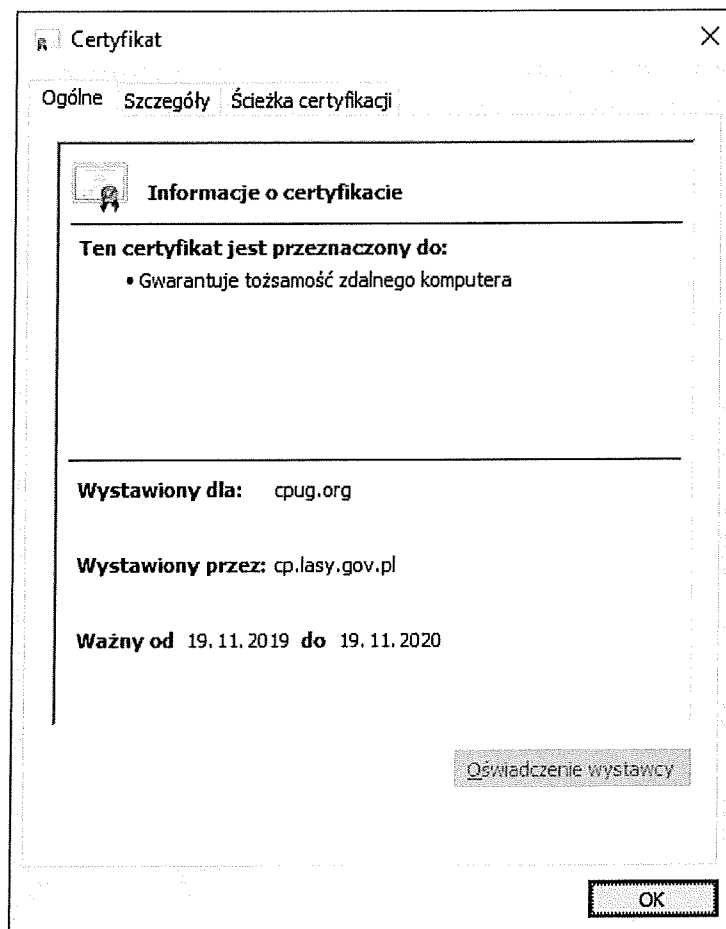 Certyfikat
Ogólne Szczegóły Ścieżka certyfikacji
Informacje o certyfikacie
Ten certyfikat jest przeznaczony do:
• Gwarantuje tożsamość zdalnego komputera
Wystawiony dla: cpug.org
Wystawiony przez: cp.lasy.gov.pl
Ważny od 19.11.2019 do 19.11.2020
Oświadczenie wystawcy
OK